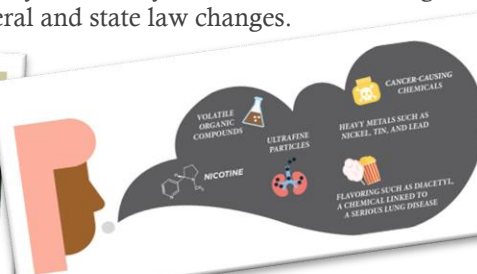 eral and state law changes.
VOLATILE
ORGANIC
COMPOUNDS
CANCER-CAUSING
CHEMICALS
ULTRAFINE
PARTICLES
HEAVY METALS SUCH AS
NICKEL, TIN, AND LEAD
NICOTINE
FLAVORING SUCH AS DIACETYL,
A CHEMICAL LINKED TO
A SERIOUS LUNG DISEASE